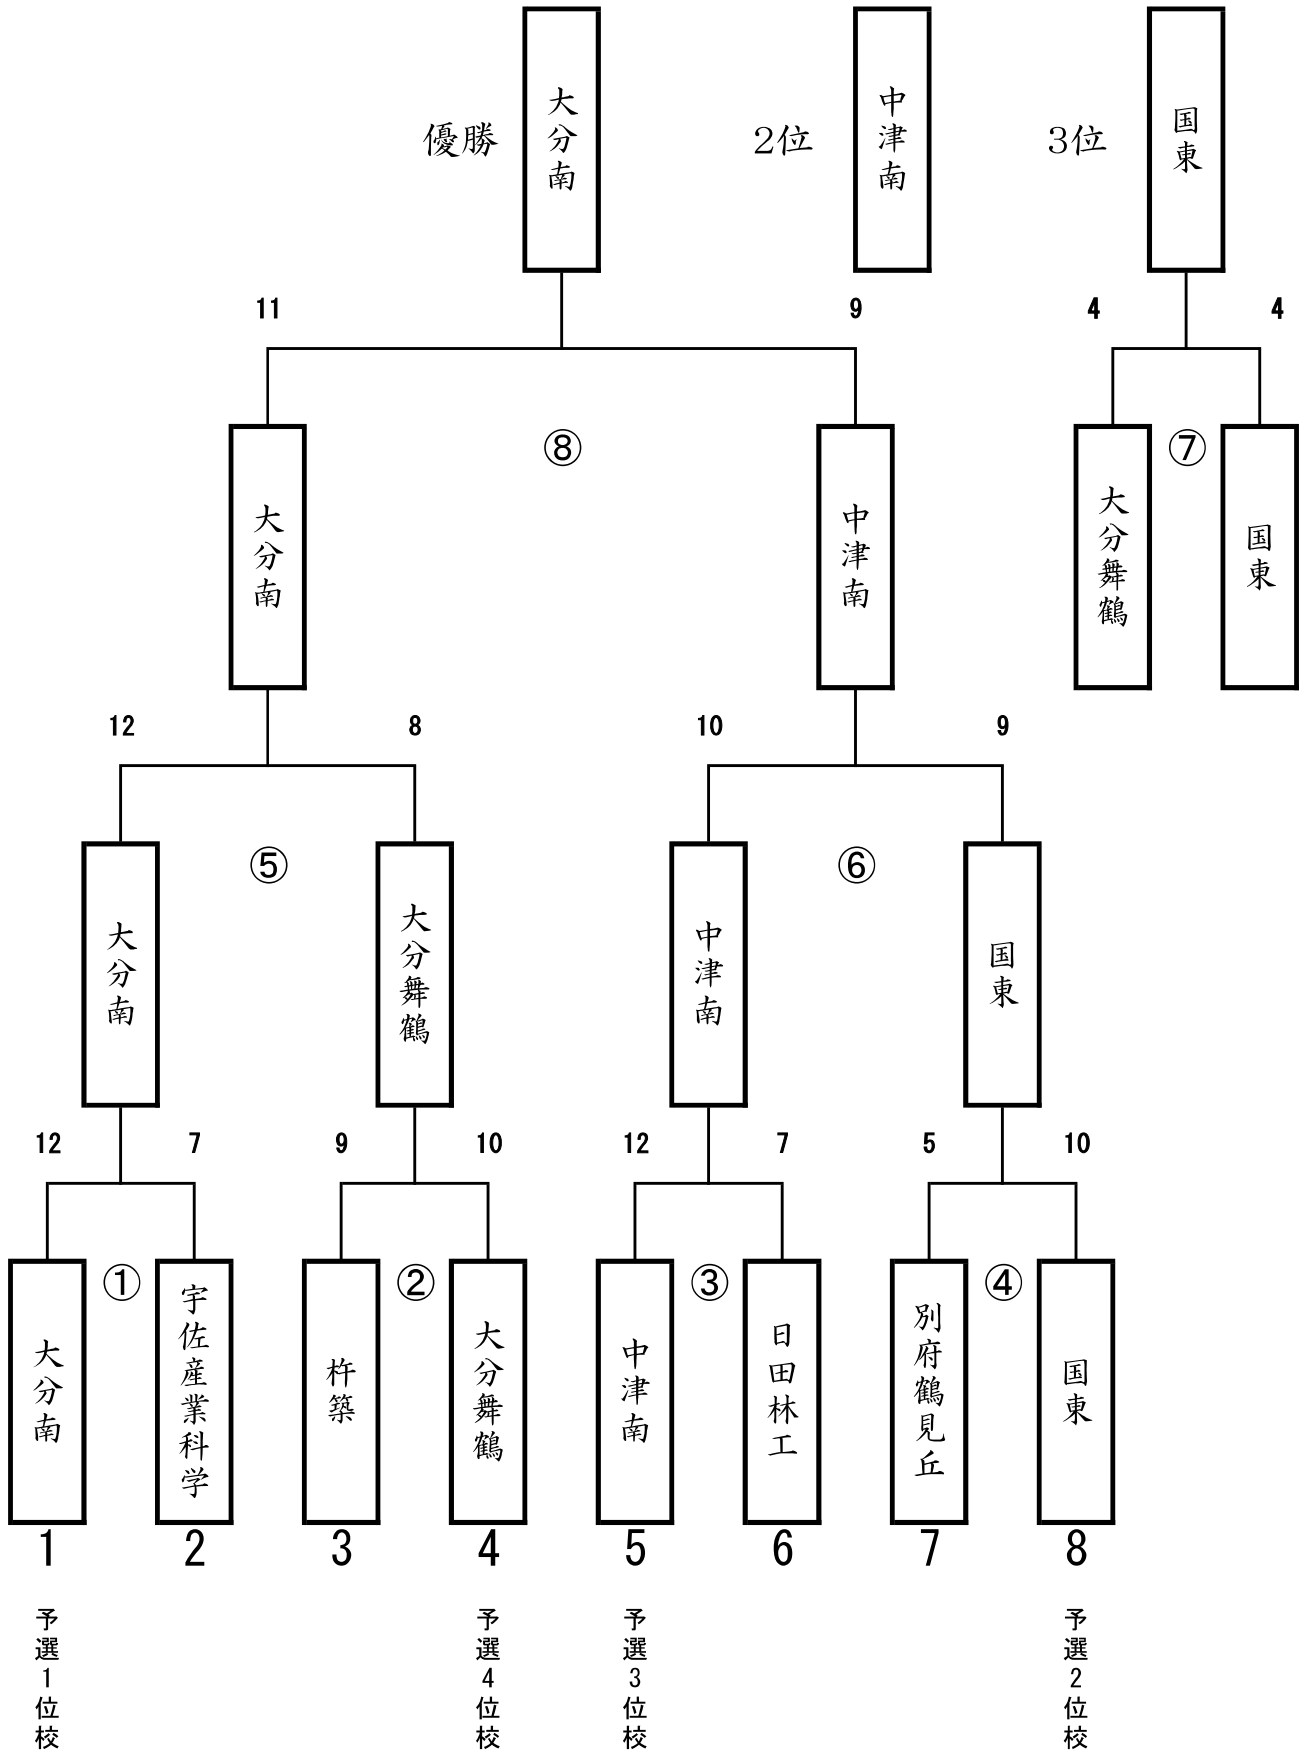 優勝
大分南
2位
中津南
3位
国東
11
9
4
4
⑧
⑦
大分南
中津南
大分舞鶴
国東
12
8
10
9
⑤
⑥
大分南
大分舞鶴
中津南
国東
12
7
9
10
12
7
5
10
①
②
③
④
大分南
宇佐産業科学
杵築
大分舞鶴
中津南
日田林工
別府鶴見丘
国東
1
2
3
4
5
6
7
8
予選1位校
予選4位校
予選3位校
予選2位校